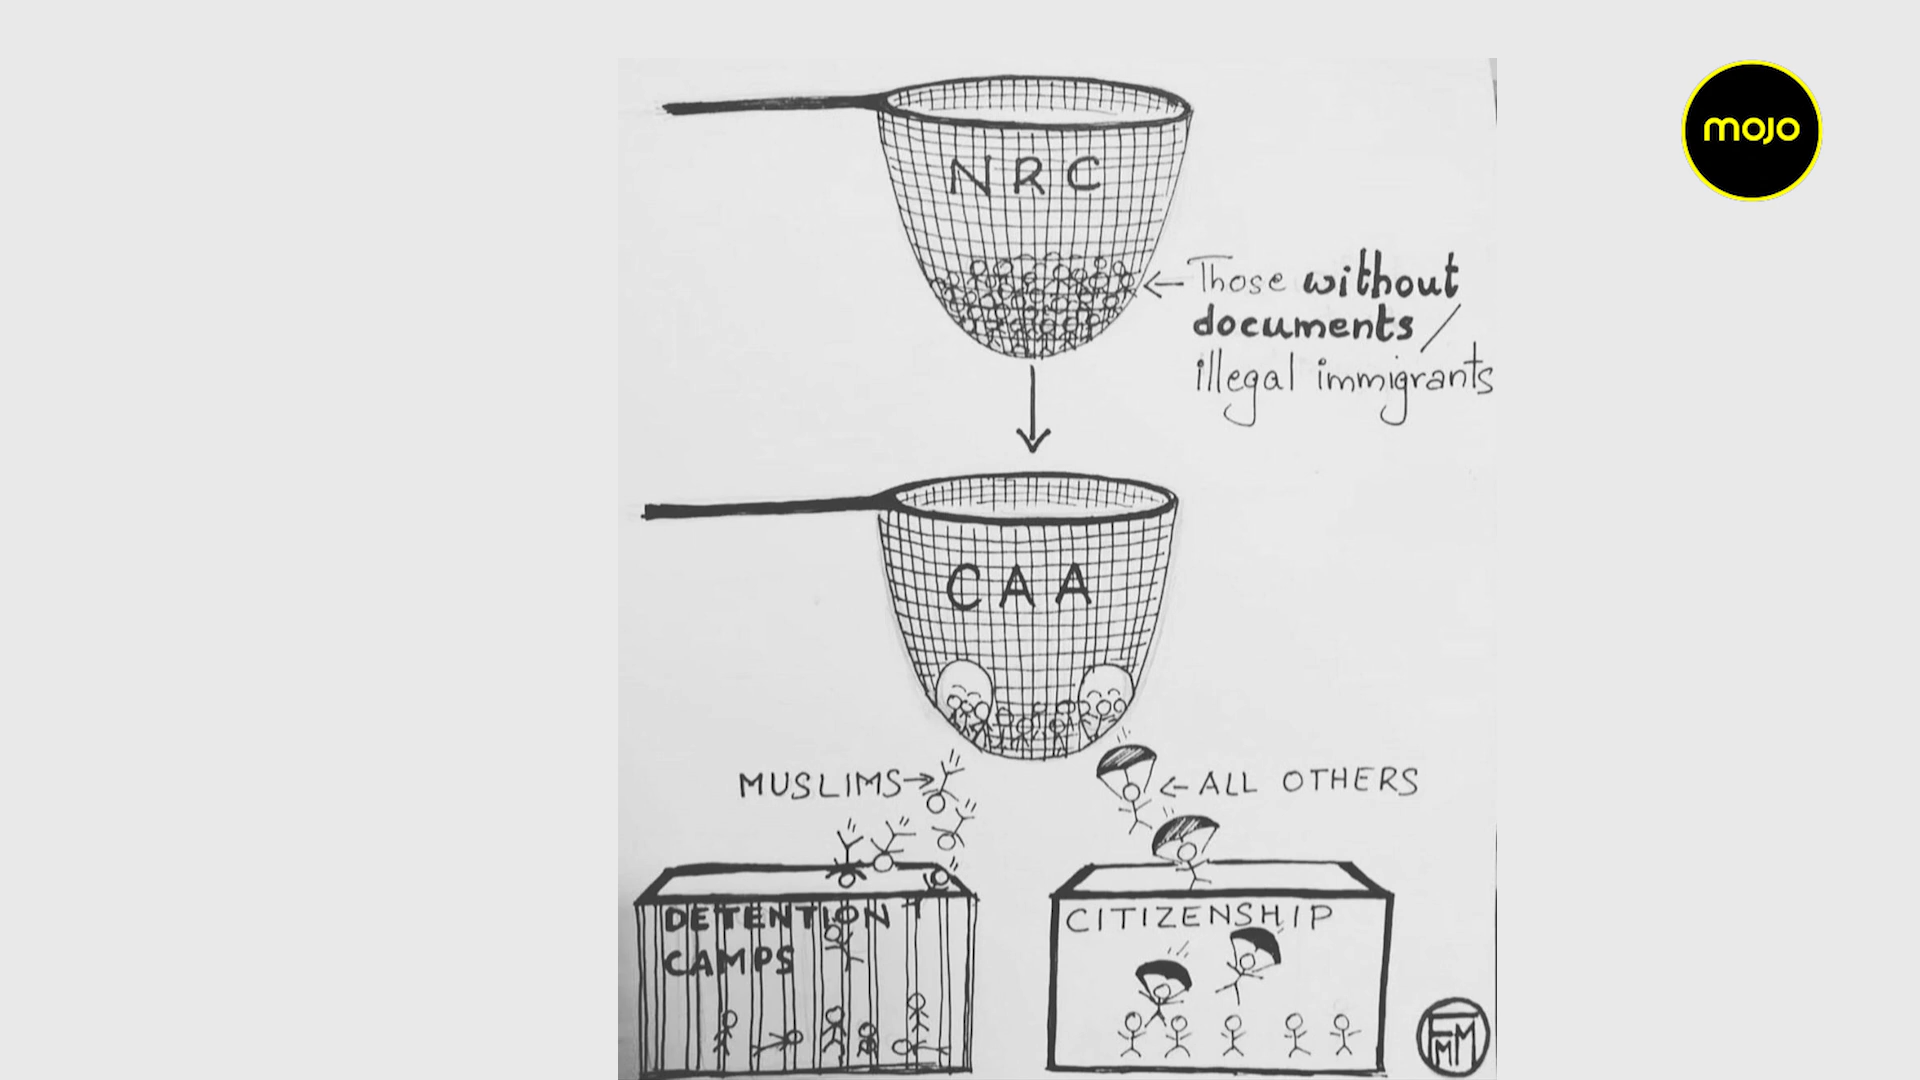 mojo
NRC
Those without
documents/
illegal immigrants
CAA
MUSLIMS
ALL OTHERS
DETENTION
CAMPS
CITIZENSHIP